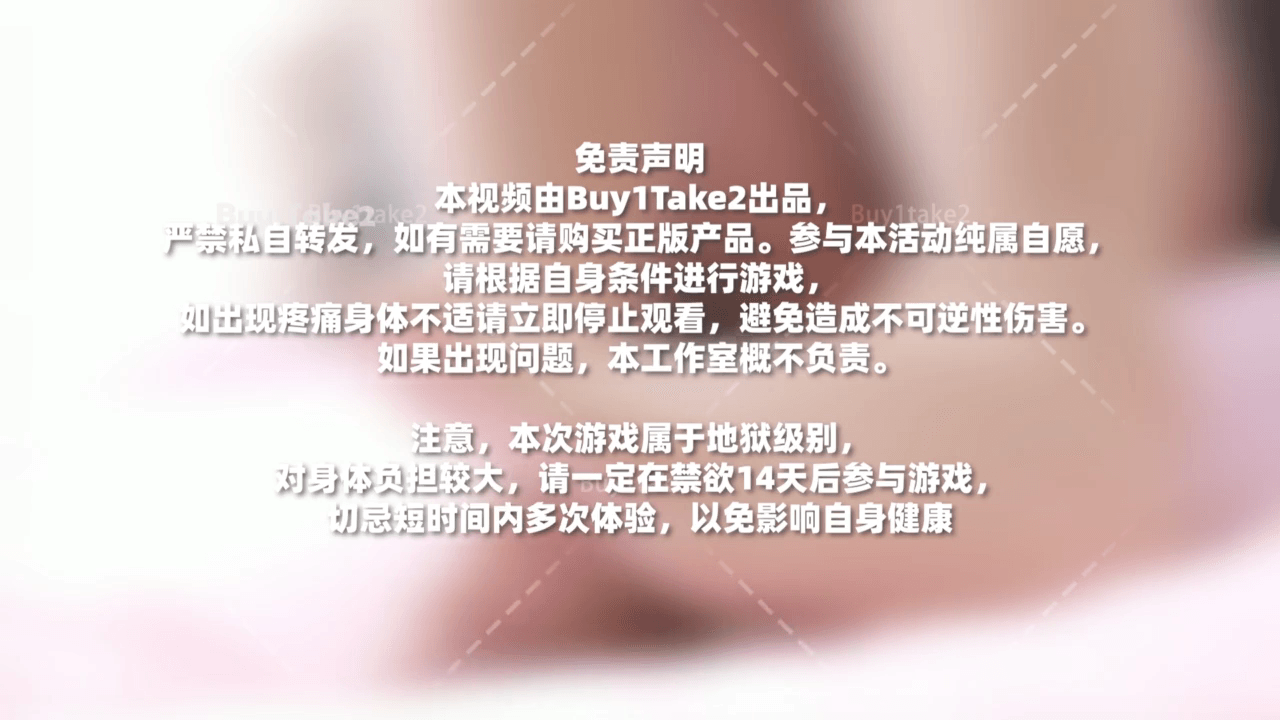 免责声明
本视频由Buy1Take2出品，
严禁私自转发，如有需要请购买正版产品。参与本活动纯属自愿，
请根据自身条件进行游戏，
如出现疼痛身体不适请立即停止观看，避免造成不可逆性伤害。
如果出现问题，本工作室概不负责。
注意，本次游戏属于地狱级别，
对身体负担较大，请一定在禁欲14天后参与游戏，
切忌短时间内多次体验，以免影响自身健康
Buy1take2